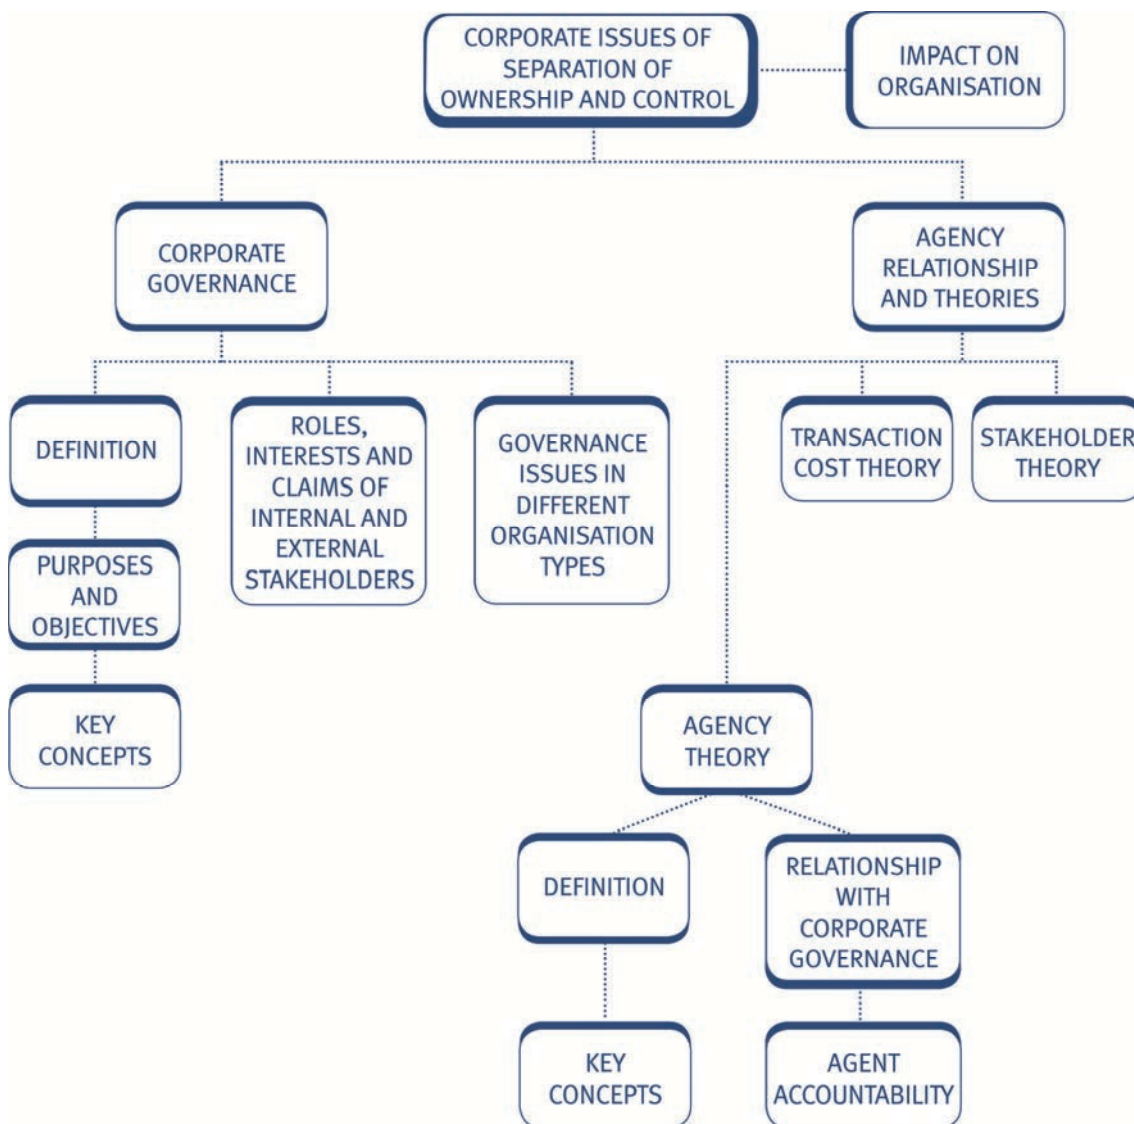 CORPORATE ISSUES OF
SEPARATION OF
OWNERSHIP AND CONTROL
IMPACT ON
ORGANISATION
CORPORATE
GOVERNANCE
AGENCY
RELATIONSHIP
AND THEORIES
DEFINITION
ROLES,
INTERESTS AND
CLAIMS OF
INTERNAL AND
EXTERNAL
STAKEHOLDERS
GOVERNANCE
ISSUES IN
DIFFERENT
ORGANISATION
TYPES
TRANSACTION
COST THEORY
STAKEHOLDER
THEORY
PURPOSES
AND
OBJECTIVES
KEY
CONCEPTS
AGENCY
THEORY
DEFINITION
RELATIONSHIP
WITH
CORPORATE
GOVERNANCE
KEY
CONCEPTS
AGENT
ACCOUNTABILITY